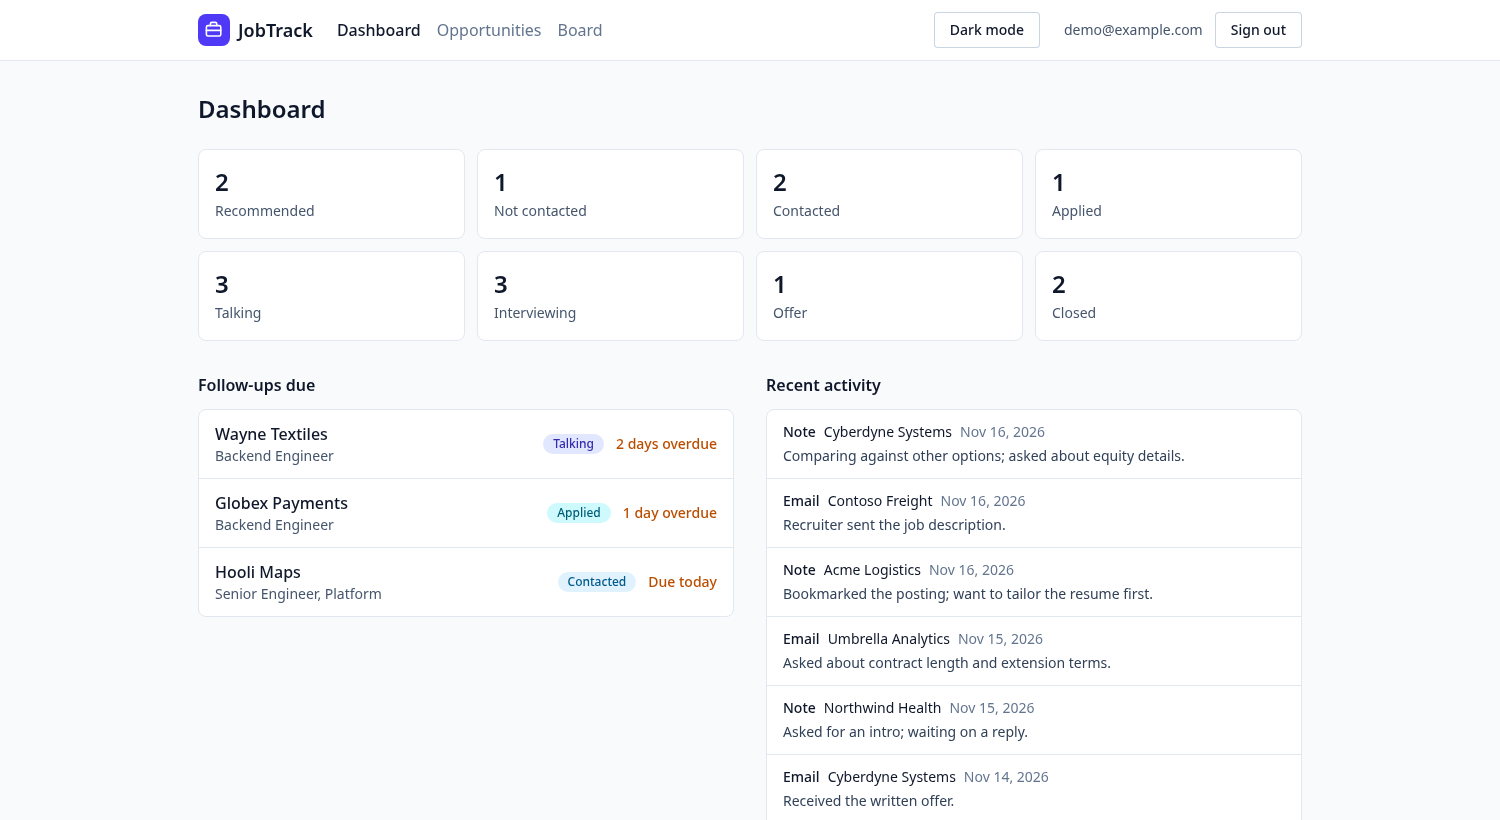 JobTrack Dashboard Opportunities Board Dark mode demo@example.com Sign out
Dashboard
2
Recommended
1
Not contacted
2
Contacted
1
Applied
3
Talking
3
Interviewing
1
Offer
2
Closed
Follow-ups due
Wayne Textiles
Backend Engineer
Talking 2 days overdue
Globex Payments
Backend Engineer
Applied 1 day overdue
Hooli Maps
Senior Engineer, Platform
Contacted Due today
Recent activity
Note Cyberdyne Systems Nov 16, 2026
Comparing against other options; asked about equity details.
Email Contoso Freight Nov 16, 2026
Recruiter sent the job description.
Note Acme Logistics Nov 16, 2026
Bookmarked the posting; want to tailor the resume first.
Email Umbrella Analytics Nov 15, 2026
Asked about contract length and extension terms.
Note Northwind Health Nov 15, 2026
Asked for an intro; waiting on a reply.
Email Cyberdyne Systems Nov 14, 2026
Received the written offer.